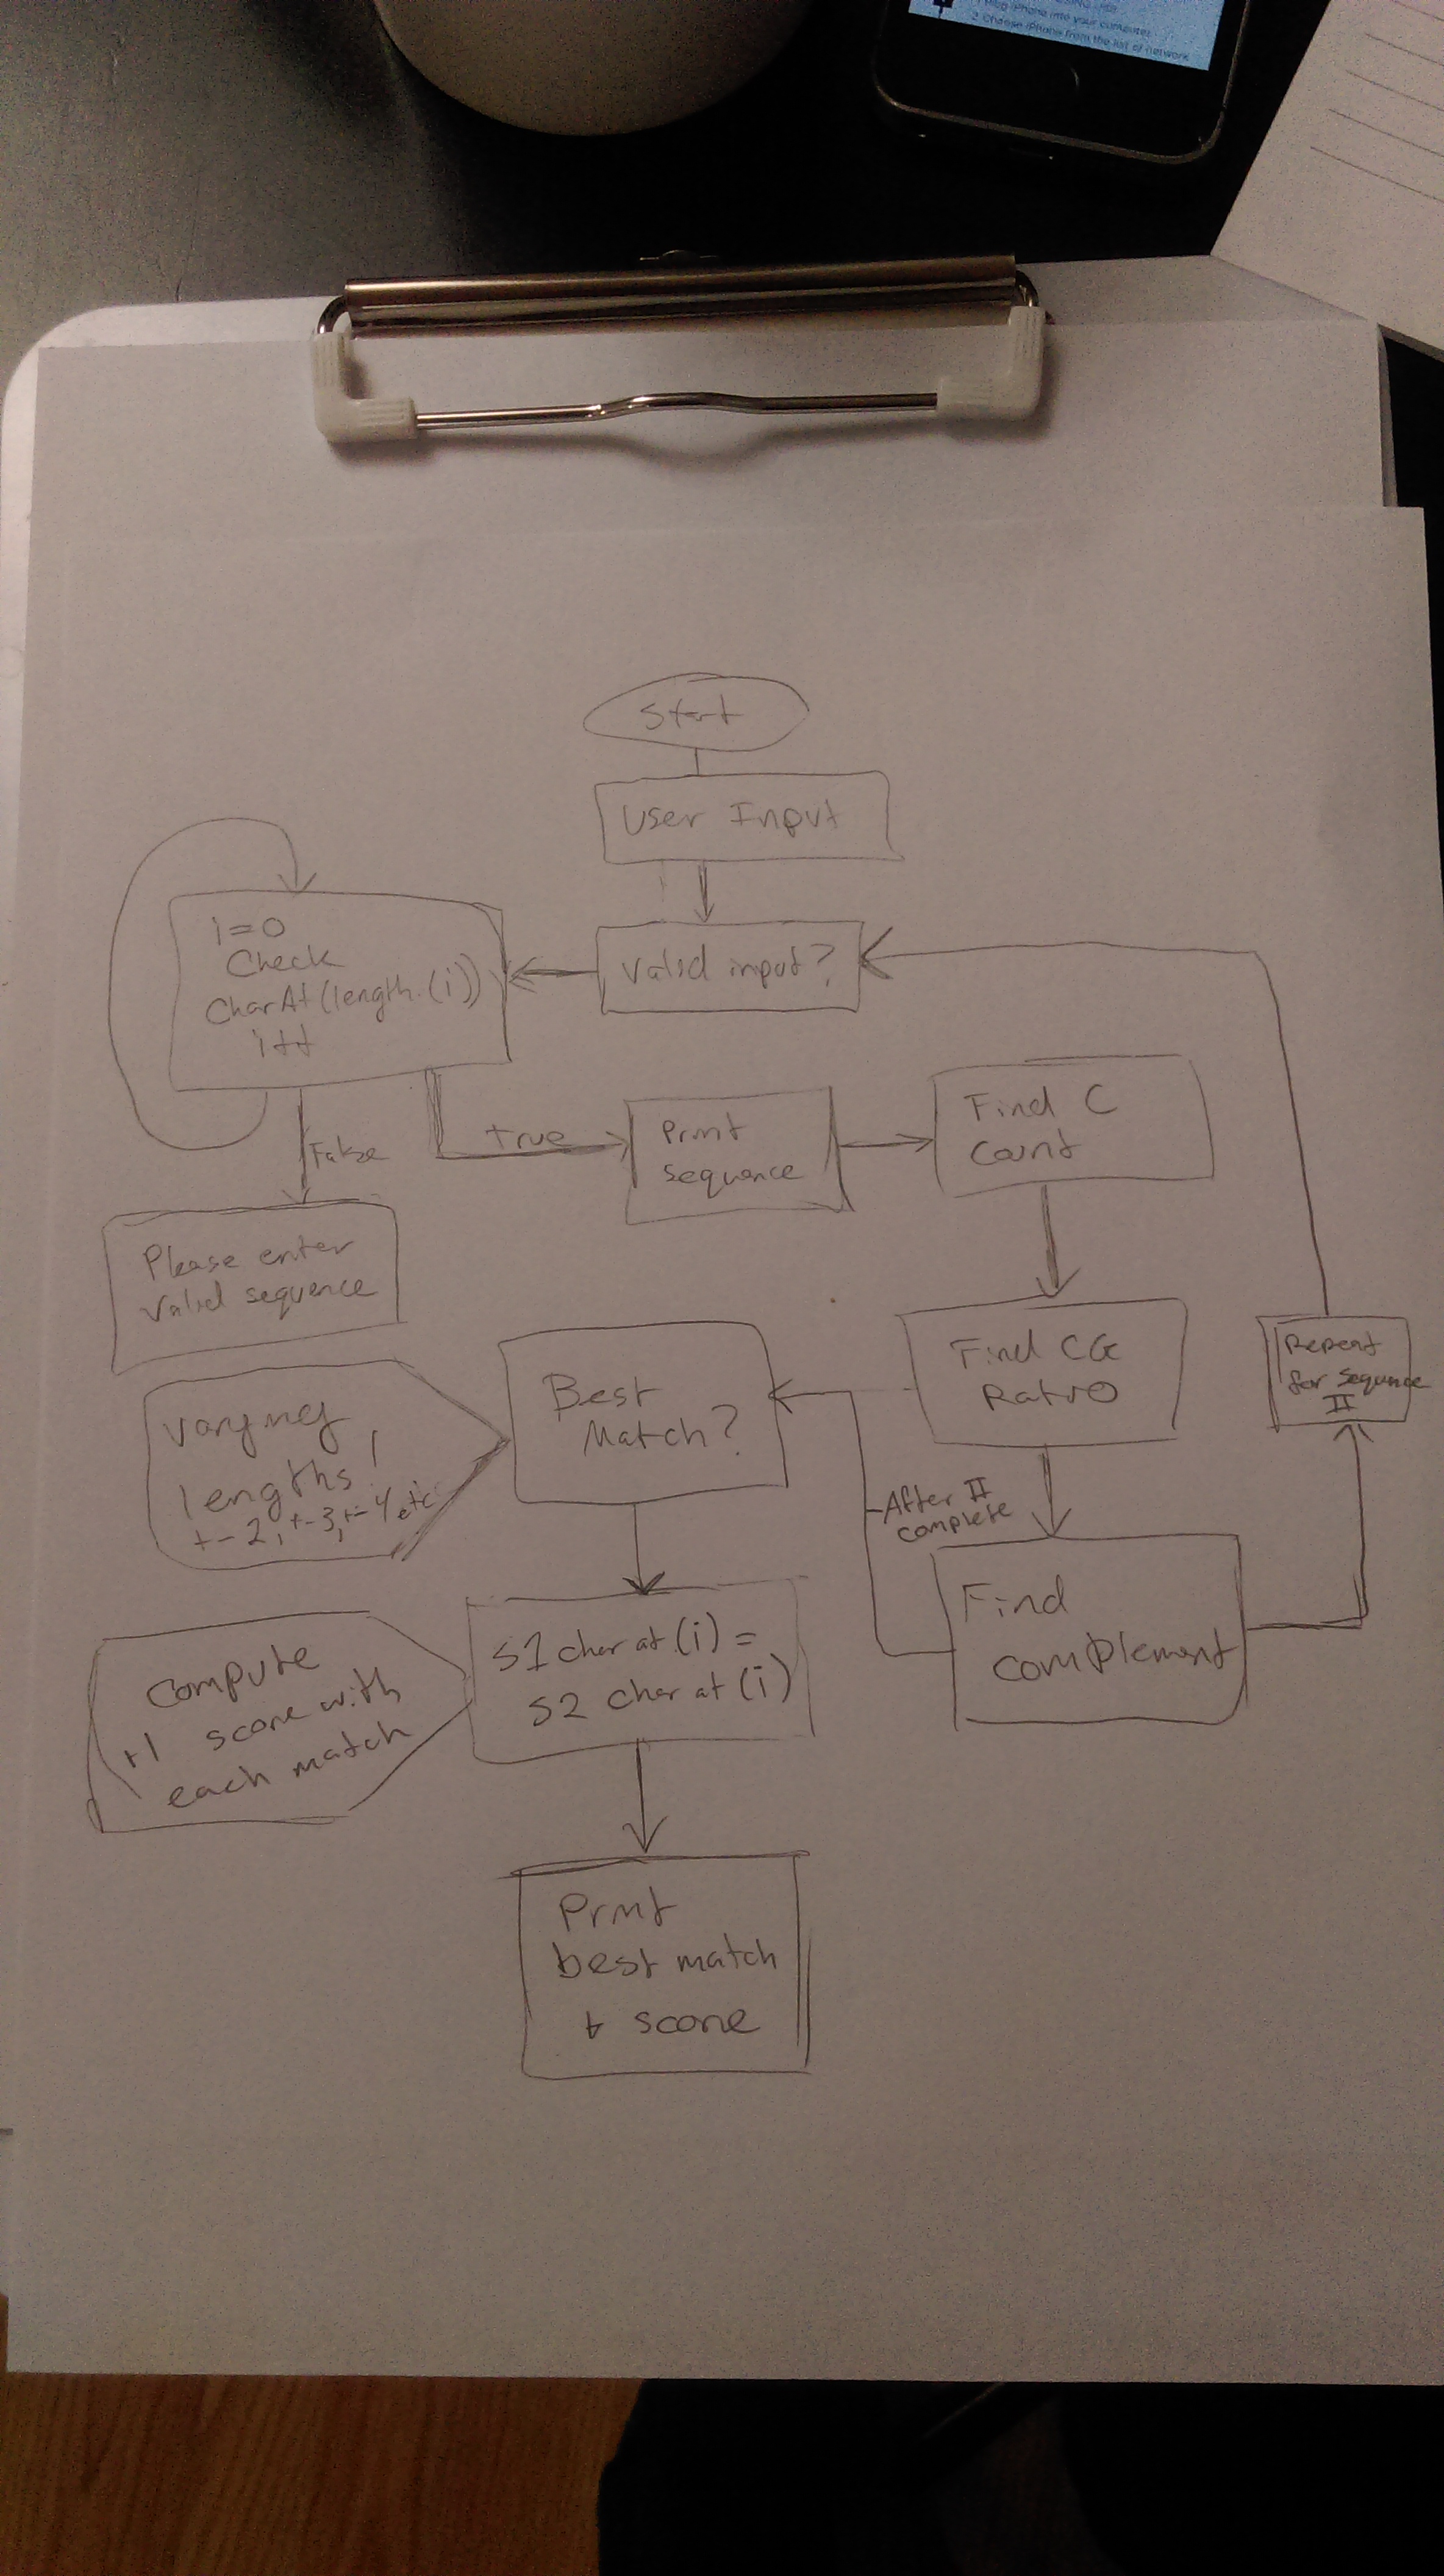 Plug iPhone into your computer
2 Choose iPhone from the list of network
Start
User Input
Valid input?
i=0
Check
CharAt(length.(i))
i++
False
true
Print
sequence
Find C
Count
Please enter
Valid sequence
Find CG
Ratio
Repeat
for sequence
II
Best
Match?
Varying
lengths!
+-2, +-3, +-4 etc
-After II
complete
Find
complement
S1 char at.(i) =
S2 char at (i)
Compute
+1 score with
each match
Print
best match
+ score